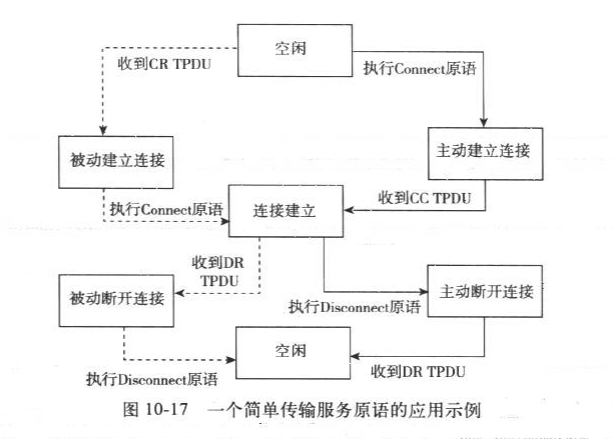 空闲
收到CR TPDU
执行Connect原语
被动建立连接
主动建立连接
执行Connect原语
连接建立
收到CC TPDU
收到DR
TPDU
被动断开连接
执行Disconnect原语
主动断开连接
空闲
执行Disconnect原语
收到DR TPDU
图 10-17 一个简单传输服务原语的应用示例